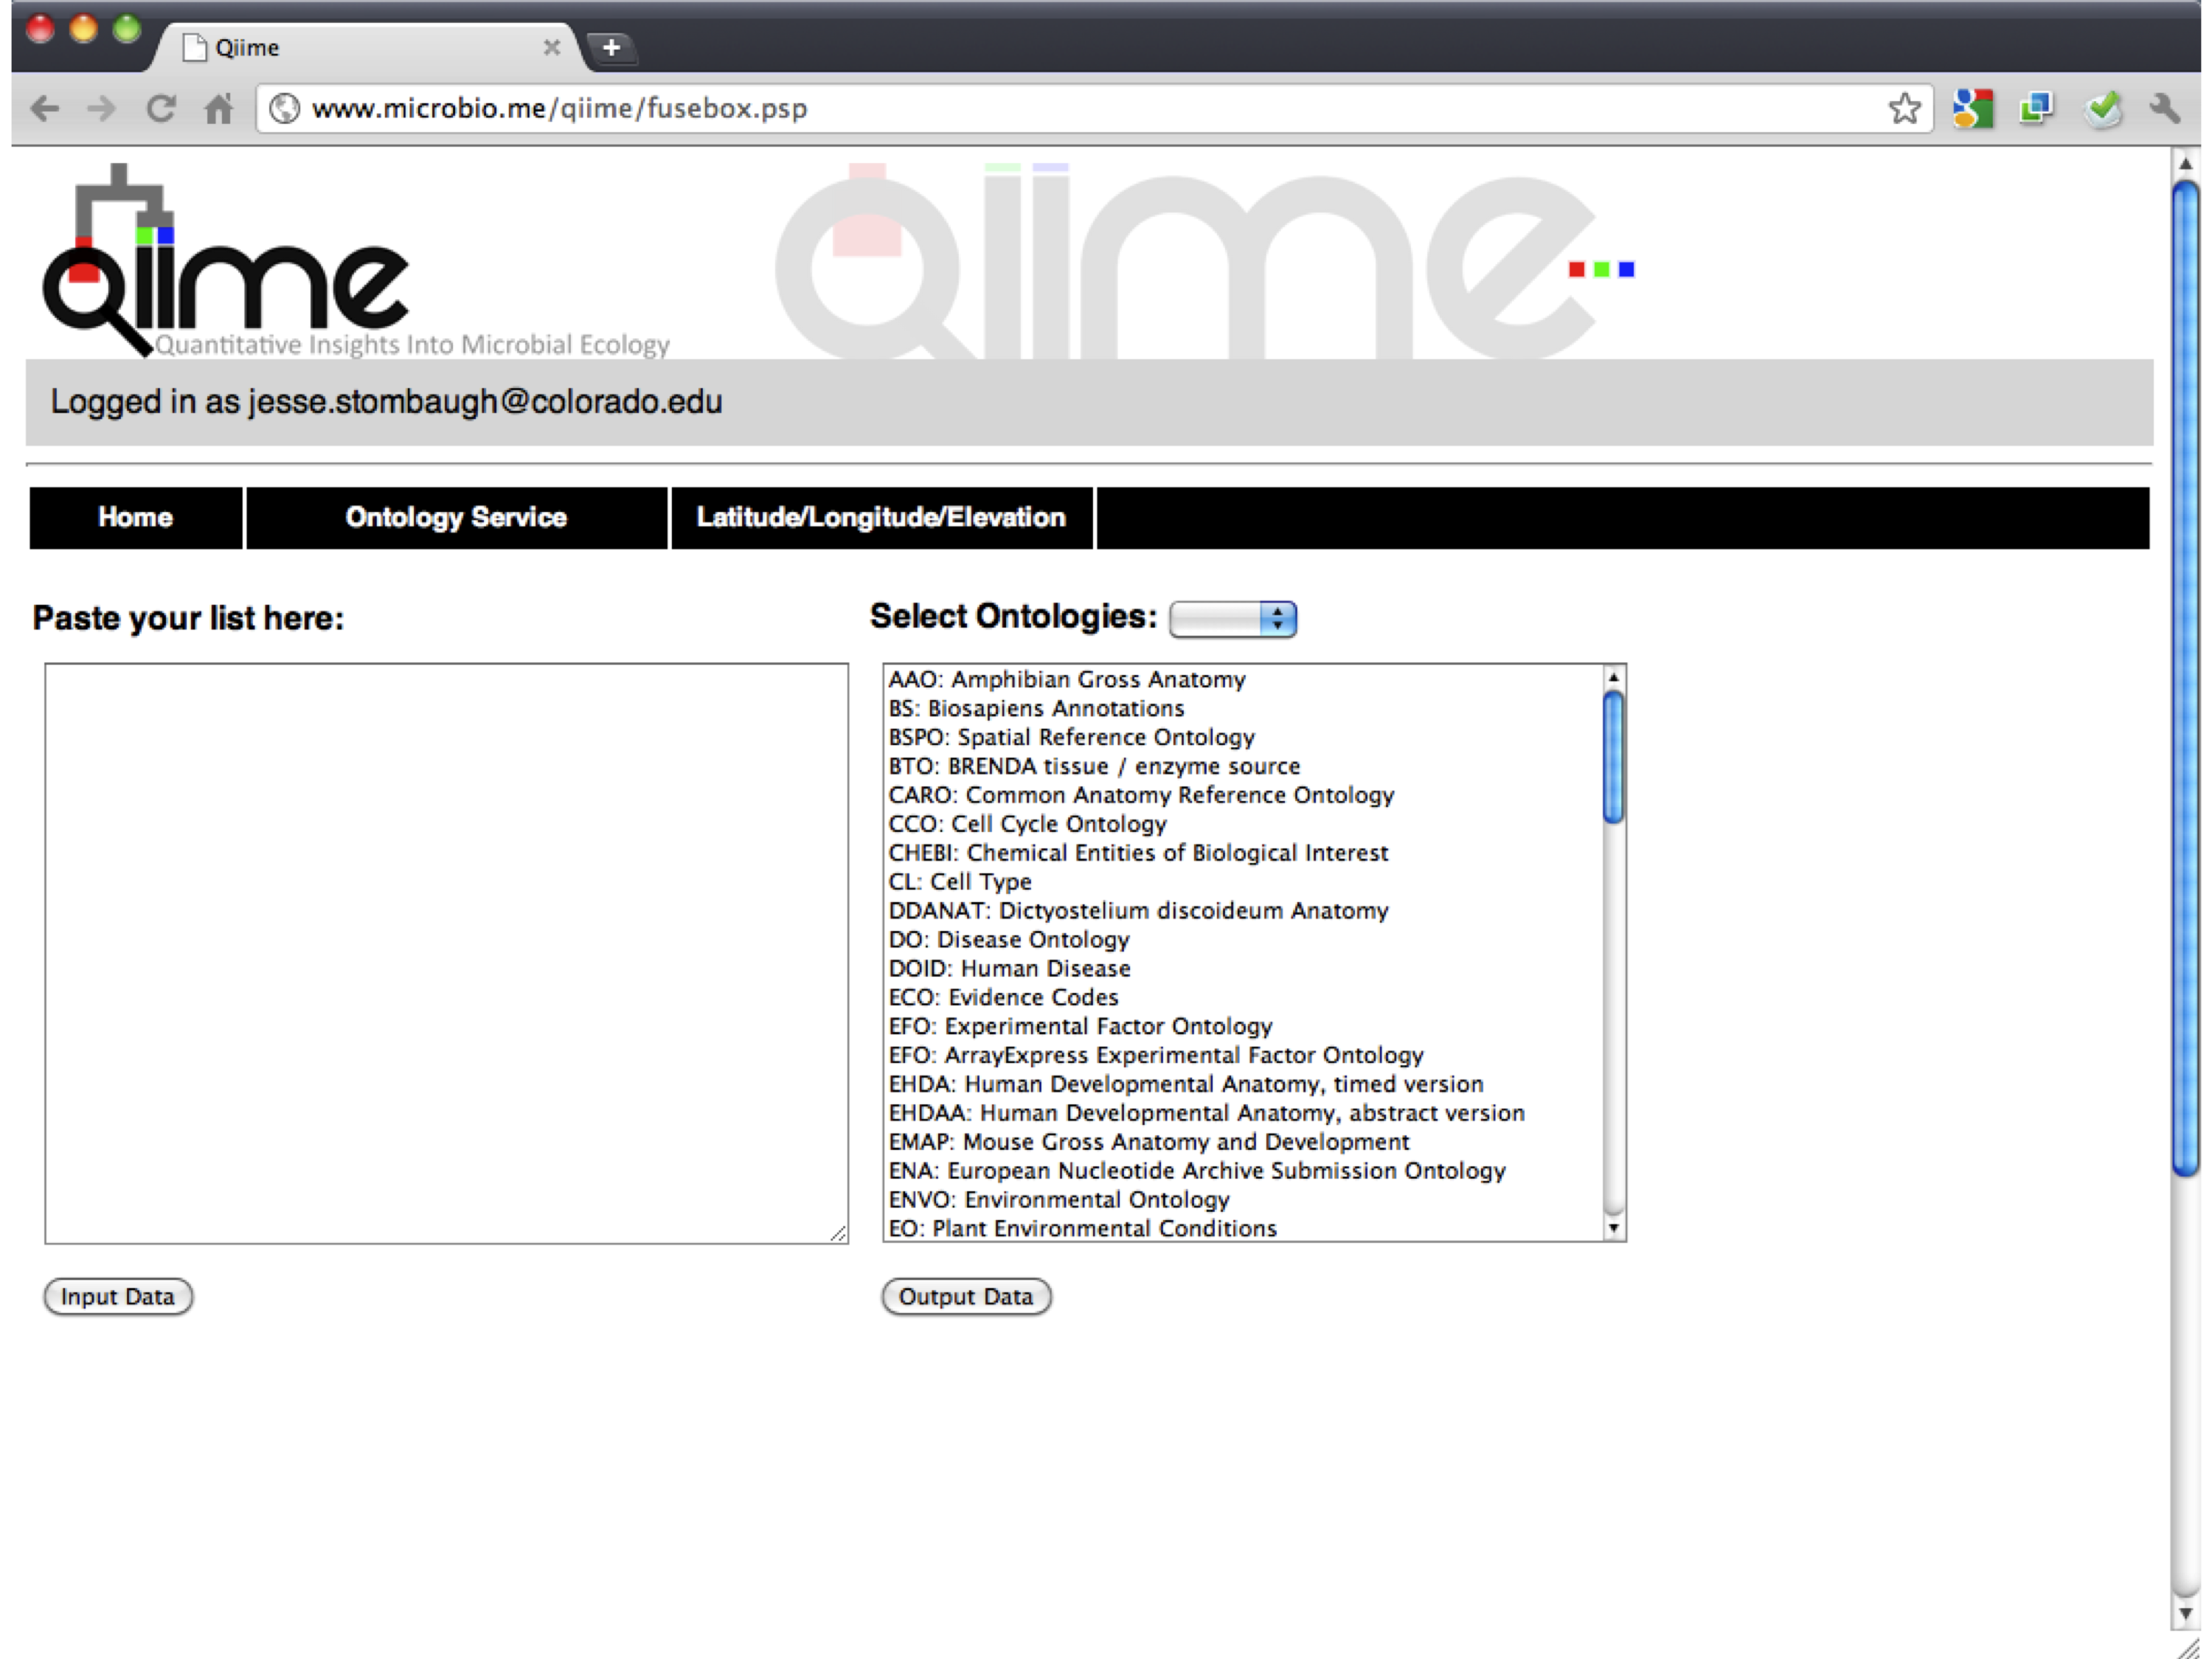 Qiime
www.microbio.me/qiime/fusebox.psp
qiime
qiime
Quantitative Insights Into Microbial Ecology
Logged in as jesse.stombaugh@colorado.edu
Home Ontology Service Latitude/Longitude/Elevation
Paste your list here:
Select Ontologies:
AAO: Amphibian Gross Anatomy
BS: Biosapiens Annotations
BSPO: Spatial Reference Ontology
BTO: BRENDA tissue / enzyme source
CARO: Common Anatomy Reference Ontology
CCO: Cell Cycle Ontology
CHEBI: Chemical Entities of Biological Interest
CL: Cell Type
DDANAT: Dictyostelium discoideum Anatomy
DO: Disease Ontology
DOID: Human Disease
ECO: Evidence Codes
EFO: Experimental Factor Ontology
EFO: ArrayExpress Experimental Factor Ontology
EHDA: Human Developmental Anatomy, timed version
EHDAA: Human Developmental Anatomy, abstract version
EMAP: Mouse Gross Anatomy and Development
ENA: European Nucleotide Archive Submission Ontology
ENVO: Environmental Ontology
EO: Plant Environmental Conditions
Input Data
Output Data